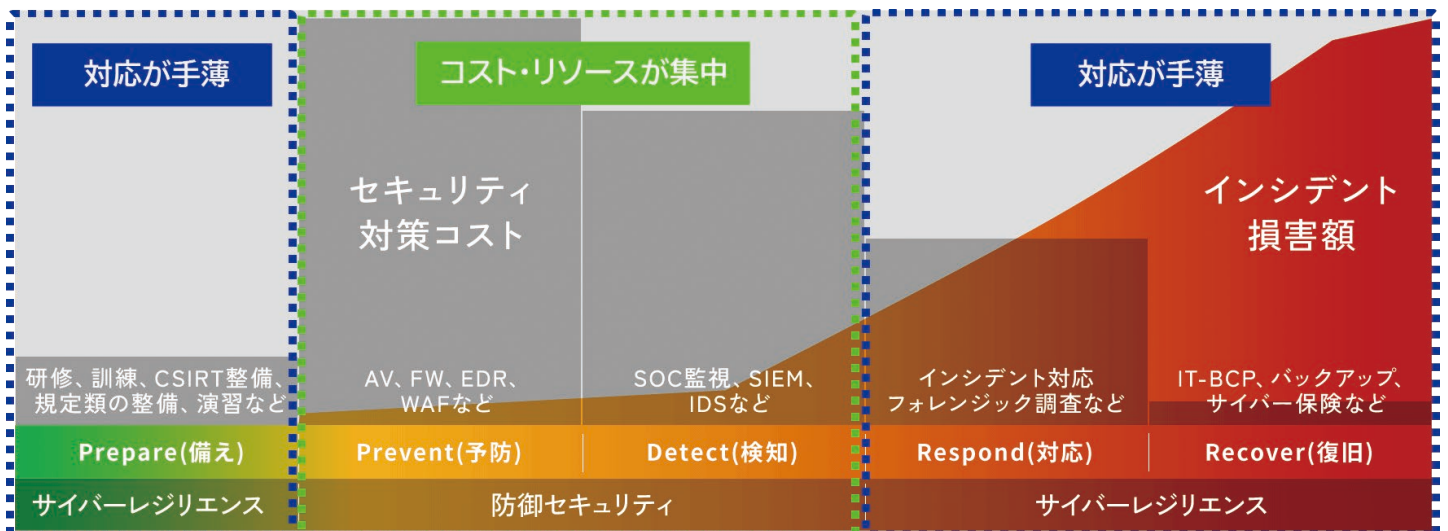 対応が手薄
コスト・リソースが集中
対応が手薄
セキュリティ
対策コスト
インシデント
損害額
研修、訓練、CSIRT整備、
規定類の整備、演習など
AV、FW、EDR、
WAFなど
SOC監視、SIEM、
IDSなど
インシデント対応
フォレンジック調査など
IT-BCP、バックアップ、
サイバー保険など
Prepare(備え)
Prevent(予防)
Detect(検知)
Respond(対応)
Recover(復旧)
サイバーレジリエンス
防御セキュリティ
サイバーレジリエンス